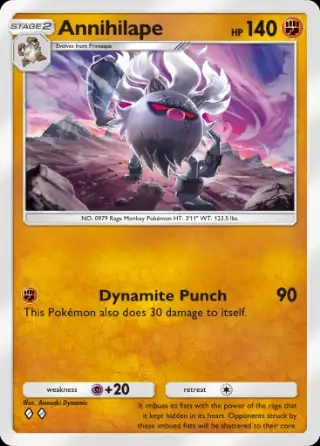 STAGE 2
Annihilape
HP 140
Evolves from Primeape
NO. 0979 Rage Monkey Pokémon HT: 3'11" WT: 123.5 lbs.
Dynamite Punch 90
This Pokémon also does 30 damage to itself.
weakness +20 retreat
Illus. Anesaki Dynamic
It imbues its fists with the power of the rage that
it kept hidden in its heart. Opponents struck by
these imbued fists will be shattered to their core.